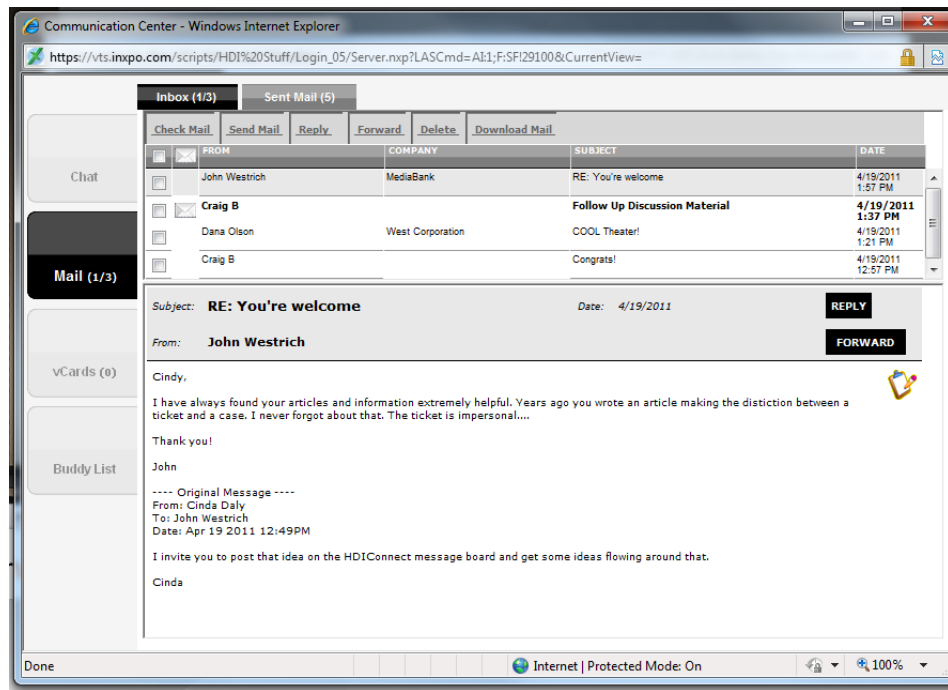 Communication Center - Windows Internet Explorer
https://vts.inxpo.com/scripts/HDI%20Stuff/Login_05/Server.nxp?LASCmd=AI:1;F:SF!29100&CurrentView=
Inbox (1/3) Sent Mail (5)
Check Mail Send Mail Reply Forward Delete Download Mail
FROM COMPANY SUBJECT DATE
John Westrich MediaBank RE: You're welcome 4/19/2011
1:57 PM
Craig B Follow Up Discussion Material 4/19/2011
1:37 PM
Dana Olson West Corporation COOL Theater! 4/19/2011
1:21 PM
Craig B Congrats! 4/19/2011
12:57 PM
Chat
Mail (1/3)
vCards (0)
Buddy List
Subject: RE: You're welcome Date: 4/19/2011 REPLY
From: John Westrich FORWARD
Cindy,
I have always found your articles and information extremely helpful. Years ago you wrote an article making the distiction between a
ticket and a case. I never forgot about that. The ticket is impersonal....
Thank you!
John
---- Original Message ----
From: Cinda Daly
To: John Westrich
Date: Apr 19 2011 12:49PM
I invite you to post that idea on the HDIConnect message board and get some ideas flowing around that.
Cinda
Done Internet | Protected Mode: On 100%